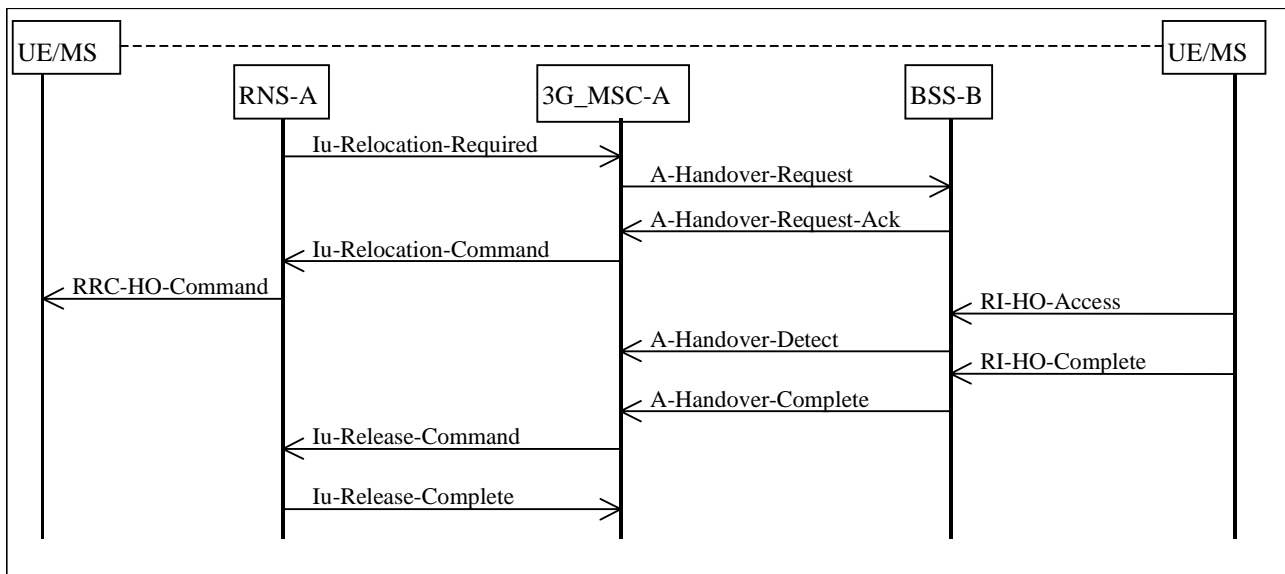 UE/MS
UE/MS
RNS-A
3G_MSC-A
BSS-B
Iu-Relocation-Required
A-Handover-Request
A-Handover-Request-Ack
Iu-Relocation-Command
RRC-HO-Command
RI-HO-Access
A-Handover-Detect
RI-HO-Complete
A-Handover-Complete
Iu-Release-Command
Iu-Release-Complete